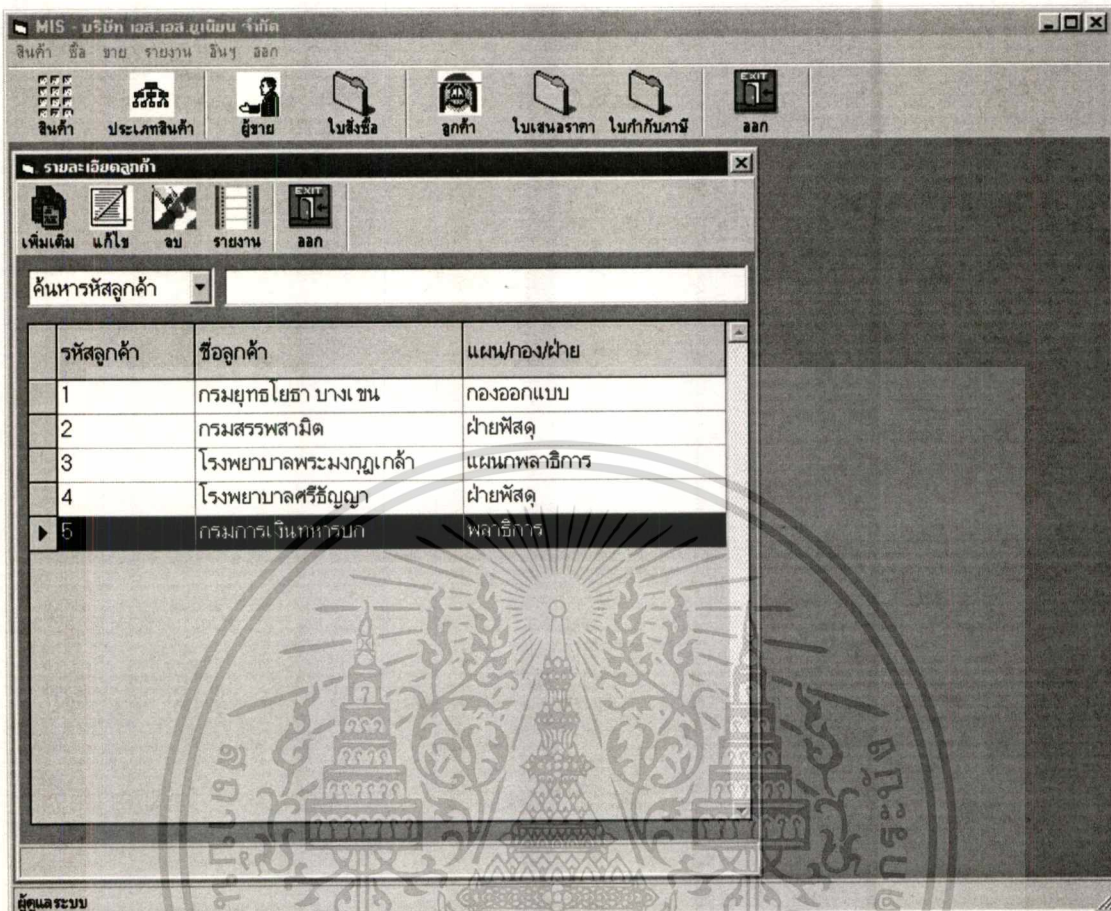 MIS - บริษัท เอส.เอส.ยูเนียน จำกัด
สินค้า ซื้อ ขาย รายงาน อื่นๆ ออก
EXIT
สินค้า ประเภทสินค้า ผู้ขาย ใบสั่งซื้อ ลูกค้า ใบเสนอราคา ใบกำกับภาษี ออก
รายละเอียดลูกค้า
EXIT
เพิ่มเติม แก้ไข ลบ รายงาน ออก
ค้นหารหัสลูกค้า
รหัสลูกค้า ชื่อลูกค้า แผน/กอง/ฝ่าย
1 กรมยุทธโยธา บางเขน กองออกแบบ
2 กรมสรรพสามิต ฝ่ายฟัสดุ
3 โรงพยาบาลพระมงกุฎเกล้า แผนกพลาธิการ
4 โรงพยาบาลศรีธัญญา ฝ่ายพัสดุ
5 กรมการเงินทหารบก พลาธิการ
ผู้ดูแลระบบ